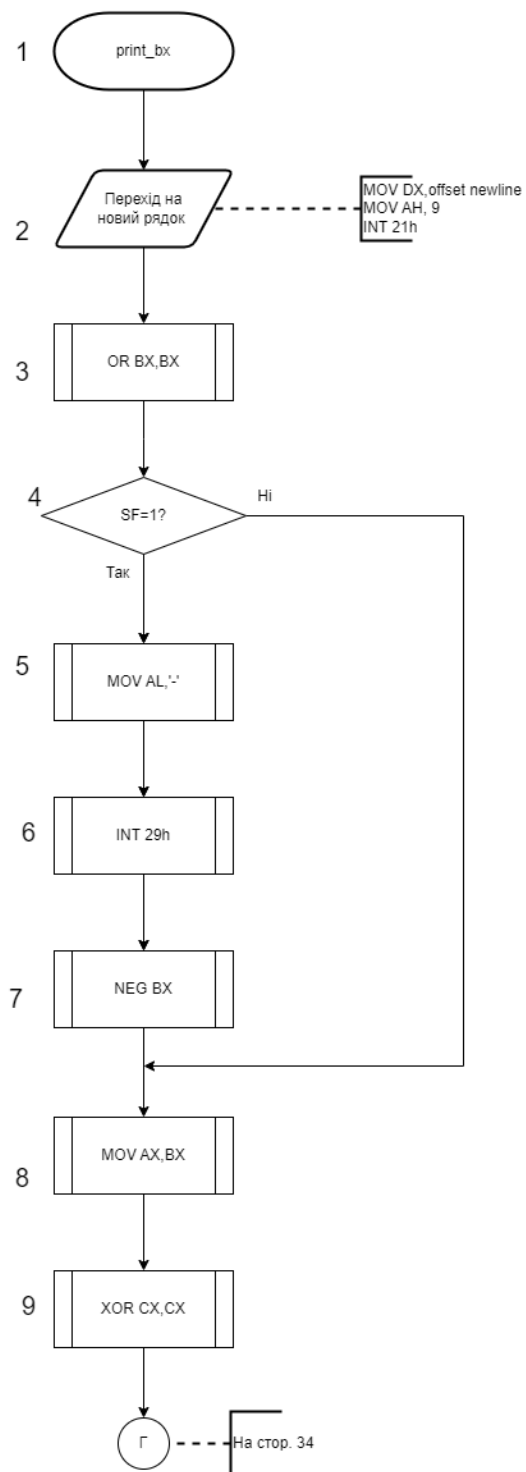 1
print_bx
2
Перехід на
новий рядок
MOV DX,offset newline
MOV AH, 9
INT 21h
3
OR BX,BX
4
SF=1?
Ні
Так
5
MOV AL,'-'
6
INT 29h
7
NEG BX
8
MOV AX,BX
9
XOR CX,CX
Г
На стор. 34